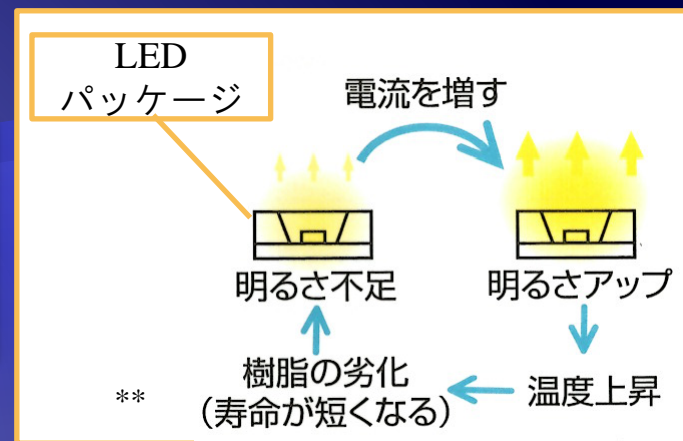 LED
パッケージ
電流を増す
明るさ不足
明るさアップ
樹脂の劣化
(寿命が短くなる)
温度上昇
**